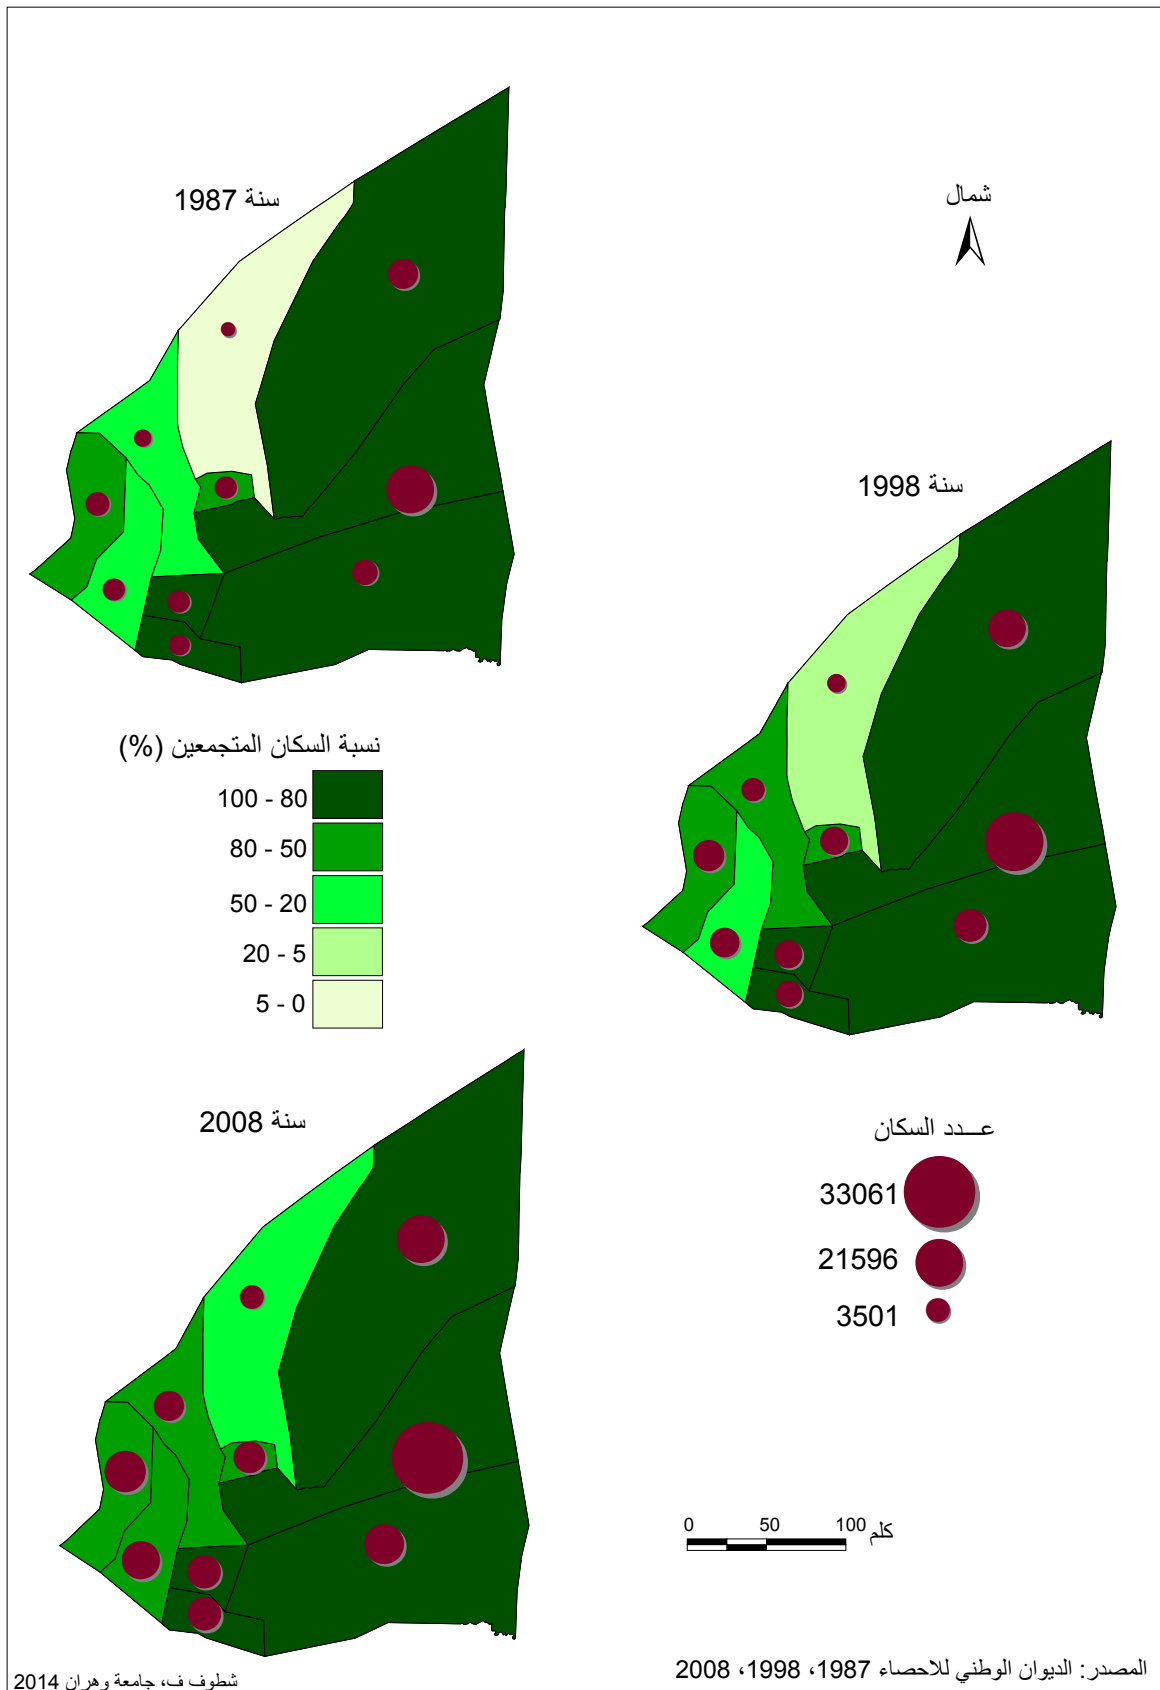 شمال
سنة 1987
سنة 1998
نسبة السكان المتجمعين (%)
100 - 80
80 - 50
50 - 20
20 - 5
5 - 0
سنة 2008
عـــدد السكان
33061
21596
3501
0 50 100 كلم
المصدر: الديوان الوطني للاحصاء 1987، 1998، 2008
شطوف ف، جامعة وهران 2014